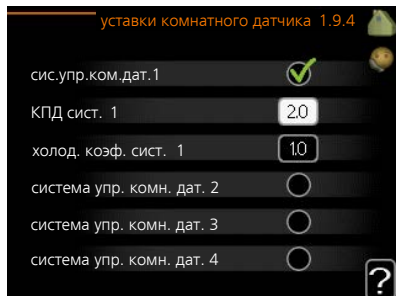 уставки комнатного датчика 1.9.4
сис.упр.ком.дат.1
КПД сист. 1 2.0
холод. коэф. сист. 1 1.0
система упр. комн. дат. 2
система упр. комн. дат. 3
система упр. комн. дат. 4
?